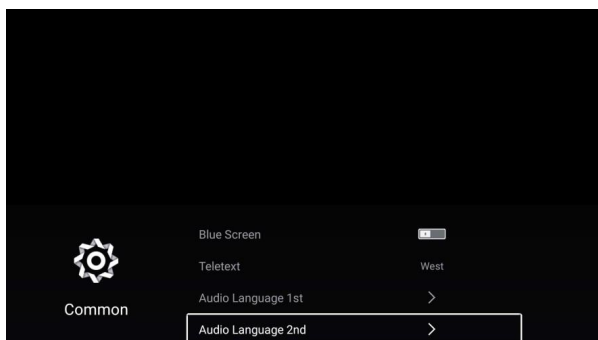 Blue Screen
Teletext West
Audio Language 1st
Common
Audio Language 2nd